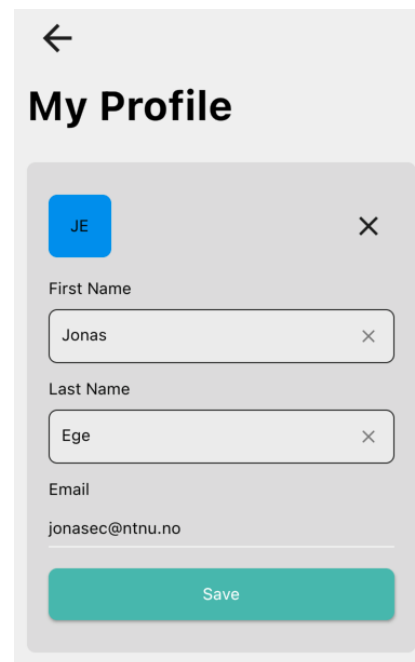 My Profile
JE
First Name
Jonas
Last Name
Ege
Email
jonasec@ntnu.no
Save